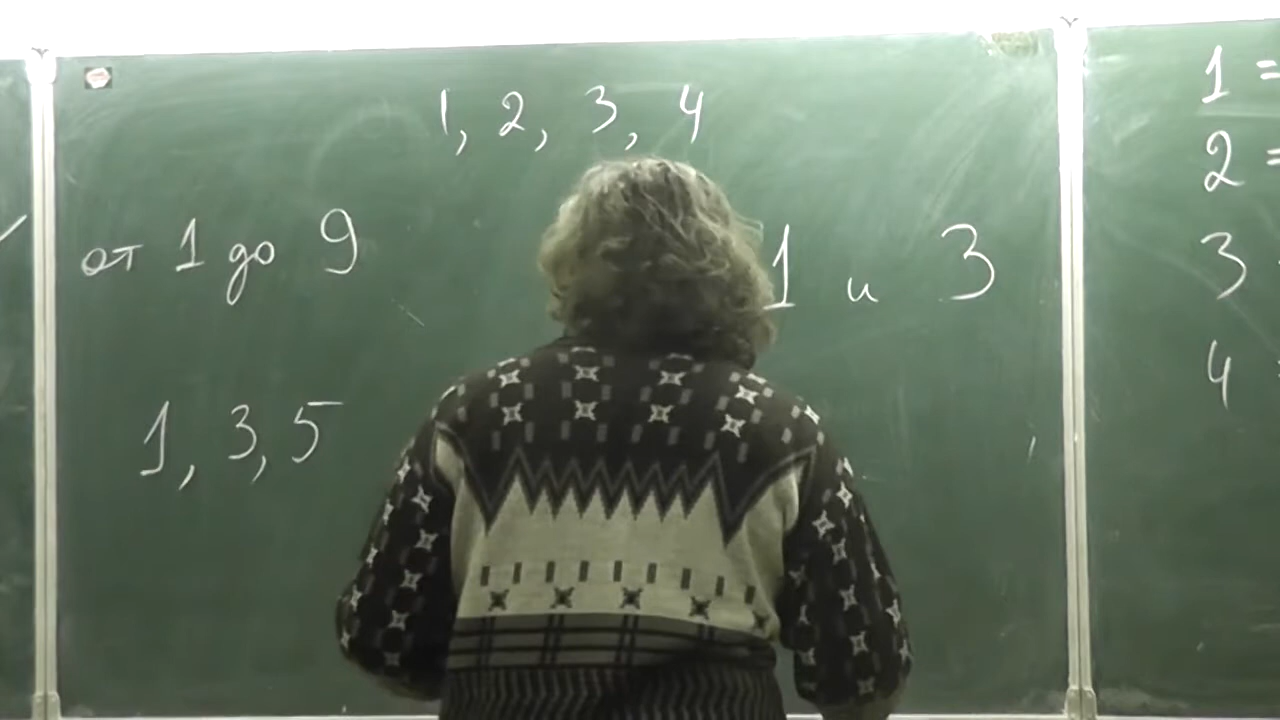 1, 2, 3, 4
от 1 до 9
1 и 3
1, 3, 5
1 =
2 =
3
4